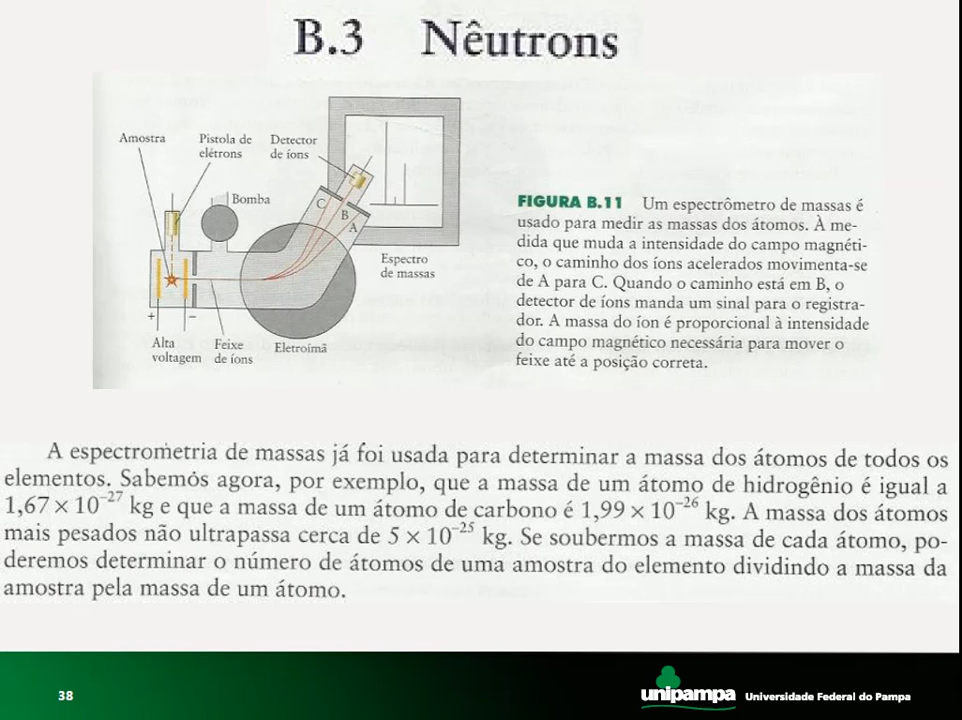 B.3 Nêutrons
Amostra
Pistola de
elétrons
Detector
de íons
Bomba
C
B
A
Espectro
de massas
+
−
Alta
voltagem
Feixe
de íons
Eletroímã
FIGURA B.11 Um espectrômetro de massas é
usado para medir as massas dos átomos. À me-
dida que muda a intensidade do campo magnéti-
co, o caminho dos íons acelerados movimenta-se
de A para C. Quando o caminho está em B, o
detector de íons manda um sinal para o registra-
dor. A massa do íon é proporcional à intensidade
do campo magnético necessária para mover o
feixe até a posição correta.
A espectrometria de massas já foi usada para determinar a massa dos átomos de todos os
elementos. Sabemos agora, por exemplo, que a massa de um átomo de hidrogênio é igual a
1,67 × 10⁻²⁷ kg e que a massa de um átomo de carbono é 1,99 × 10⁻²⁶ kg. A massa dos átomos
mais pesados não ultrapassa cerca de 5 × 10⁻²⁵ kg. Se soubermos a massa de cada átomo, po-
deremos determinar o número de átomos de uma amostra do elemento dividindo a massa da
amostra pela massa de um átomo.
38
unipampa Universidade Federal do Pampa